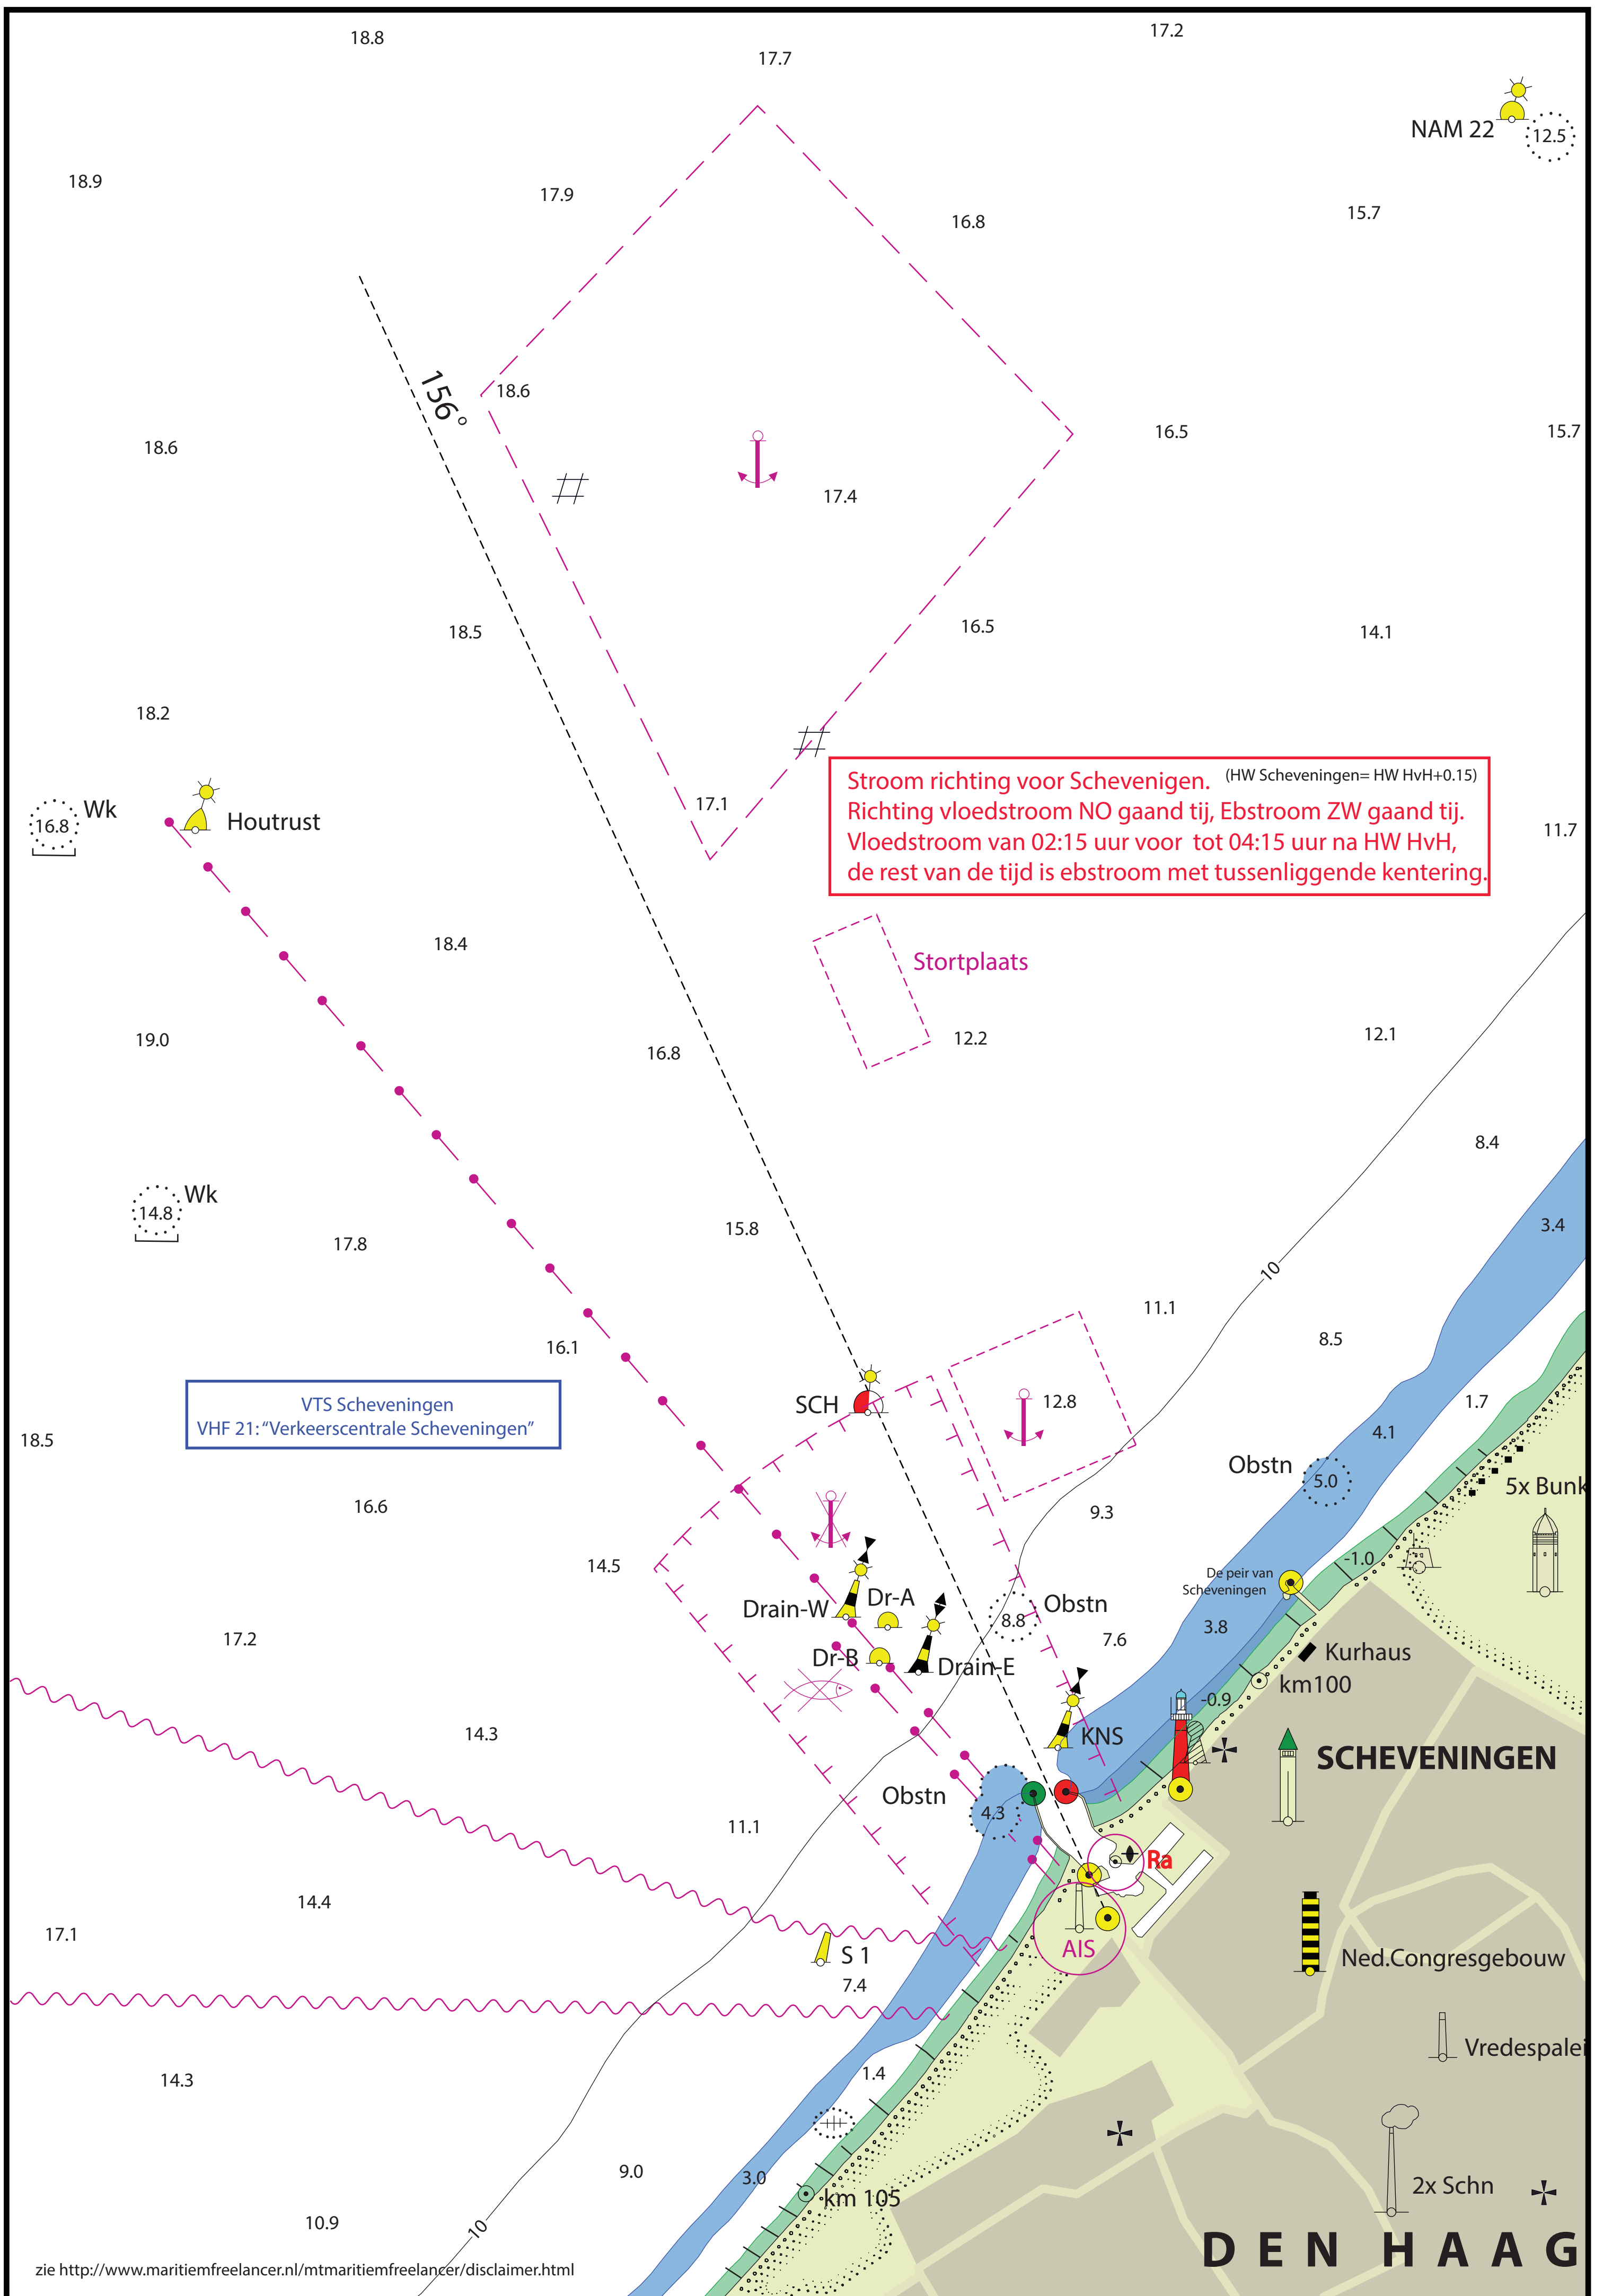 18.8
17.7
17.2
NAM 22
12.5
18.9
17.9
16.8
15.7
156°
18.6
18.6
16.5
15.7
17.4
18.5
16.5
14.1
18.2
16.8
Wk
Houtrust
17.1
Stroom richting voor Schevenigen. (HW Scheveningen= HW HvH+0.15)
Richting vloedstroom NO gaand tij, Ebstroom ZW gaand tij.
Vloedstroom van 02:15 uur voor tot 04:15 uur na HW HvH,
de rest van de tijd is ebstroom met tussenliggende kentering.
11.7
18.4
Stortplaats
19.0
16.8
12.2
12.1
8.4
14.8
Wk
17.8
15.8
3.4
10
11.1
16.1
8.5
VTS Scheveningen
VHF 21: “Verkeerscentrale Scheveningen”
SCH
12.8
1.7
18.5
4.1
Obstn
5.0
5x Bunk
16.6
9.3
14.5
-1.0
De peir van
Scheveningen
Drain-W
Dr-A
8.8
Obstn
17.2
7.6
3.8
Dr-B
Drain-E
Kurhaus
km100
-0.9
14.3
KNS
SCHEVENINGEN
Obstn
4.3
11.1
Ra
14.4
17.1
AIS
S 1
7.4
Ned.Congresgebouw
Vredespalei
14.3
1.4
9.0
3.0
km 105
2x Schn
10.9
10
DEN HAAG
zie http://www.maritiemfreelancer.nl/mtmaritiemfreelancer/disclaimer.html